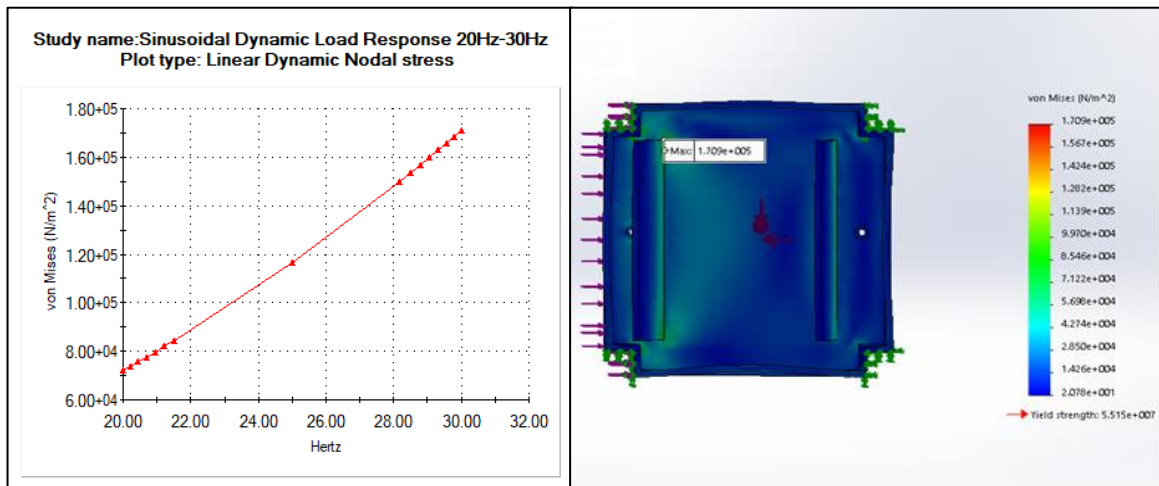 Study name:Sinusoidal Dynamic Load Response 20Hz-30Hz
Plot type: Linear Dynamic Nodal stress
1.80+05
1.60+05
1.40+05
1.20+05
1.00+05
8.00+04
6.00+04
von Mises (N/m^2)
20.00 22.00 24.00 26.00 28.00 30.00 32.00
Hertz
Max: 1.709e+005
von Mises (N/m^2)
1.709e+005
1.567e+005
1.424e+005
1.282e+005
1.139e+005
9.970e+004
8.546e+004
7.122e+004
5.698e+004
4.274e+004
2.850e+004
1.426e+004
2.078e+001
Yield strength: 5.515e+007